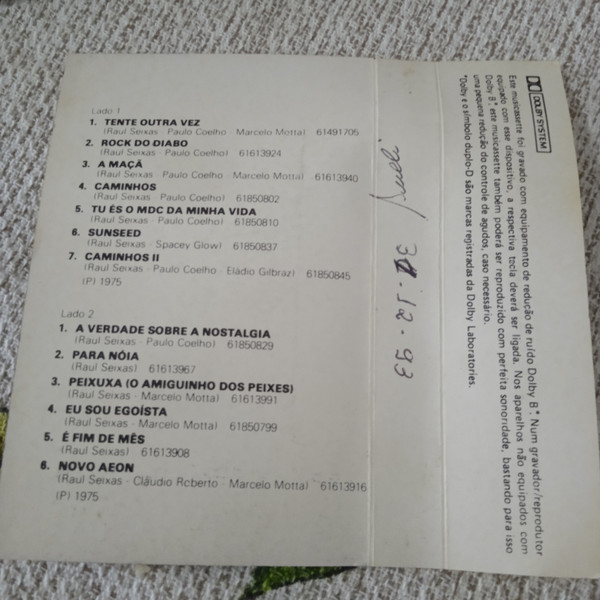 Lado 1
1. TENTE OUTRA VEZ
(Raul Seixas - Paulo Coelho - Marcelo Motta) 61491705
2. ROCK DO DIABO
(Raul Seixas - Paulo Coelho) 61613924
3. A MAÇÃ
(Raul Seixas - Paulo Coelho - Marcelo Motta) 61613940
4. CAMINHOS
(Raul Seixas - Paulo Coelho) 61850802
5. TU ÉS O MDC DA MINHA VIDA
(Raul Seixas - Paulo Coelho) 61850810
6. SUNSEED
(Raul Seixas - Spacey Glow) 61850837
7. CAMINHOS II
(Raul Seixas - Paulo Coelho - Eládio Gilbraz) 61850845
(P) 1975
Lado 2
1. A VERDADE SOBRE A NOSTALGIA
(Raul Seixas - Paulo Coelho) 61850829
2. PARA NÓIA
(Raul Seixas) 61613967
3. PEIXUXA (O AMIGUINHO DOS PEIXES)
(Raul Seixas - Marcelo Motta) 61613991
4. EU SOU EGOÍSTA
(Raul Seixas - Marcelo Motta) 61850799
5. É FIM DE MÊS
(Raul Seixas) 61613908
6. NOVO AEON
(Raul Seixas - Cláudio Roberto - Marcelo Motta) 61613916
(P) 1975
DOLBY SYSTEM
Este musicassette foi gravado com equipamento de redução de ruído Dolby B*. Num gravador/reprodutor
equipado com esse dispositivo, a respectiva tecla deverá ser ligada. Nos aparelhos não equipados com
Dolby B*, este musicassette também poderá ser reproduzido com perfeita sonoridade, bastando para isso
uma pequena redução do controle de agudos, caso necessário.
*Dolby e o símbolo duplo-D são marcas registradas da Dolby Laboratories.